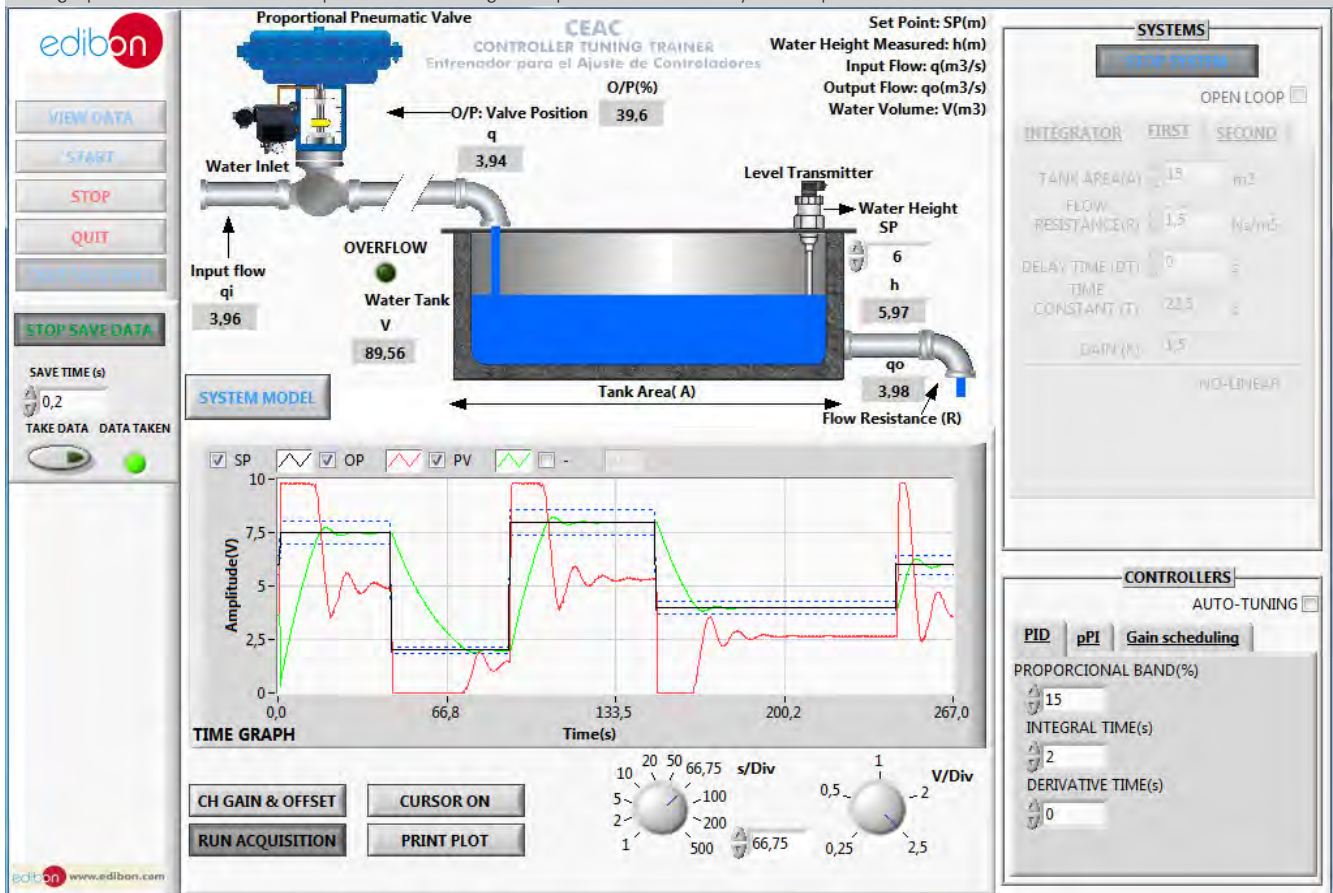 edibon
VIEW DATA
START
STOP
QUIT
STOP SAVE DATA
SAVE TIME (s)
0,2
TAKE DATA DATA TAKEN
edibon www.edibon.com
Proportional Pneumatic Valve
CEAC
CONTROLLER TUNING TRAINER
Entrenador para el Ajuste de Controladores
Set Point: SP(m)
Water Height Measured: h(m)
Input Flow: q(m3/s)
Output Flow: qo(m3/s)
Water Volume: V(m3)
O/P(%)
O/P: Valve Position 39,6
q
3,94
Water Inlet
Level Transmitter
Water Height
SP
6
h
5,97
OVERFLOW
Input flow
qi
3,96
Water Tank
V
89,56
qo
3,98
Tank Area( A)
Flow Resistance (R)
SYSTEM MODEL
SP OP PV -
10
7,5
5
2,5
0
Amplitude(V)
0,0 66,8 133,5 200,2 267,0
TIME GRAPH Time(s)
CH GAIN & OFFSET CURSOR ON
RUN ACQUISITION PRINT PLOT
s/Div
1 2 5 10 20 50 66,75 100 200 500
66,75
V/Div
0,25 0,5 1 2 2,5
SYSTEMS
STOP SYSTEM
OPEN LOOP
INTEGRATOR FIRST SECOND
TANK AREA(A) 15 m2
FLOW
RESISTANCE(R) 1,5 Ns/m5
DELAY TIME (DT) 0 s
TIME
CONSTANT (T) 22,5 s
GAIN (K) 1,5
NO-LINEAR
CONTROLLERS
AUTO-TUNING
PID pPI Gain scheduling
PROPORCIONAL BAND(%)
15
INTEGRAL TIME(s)
2
DERIVATIVE TIME(s)
0